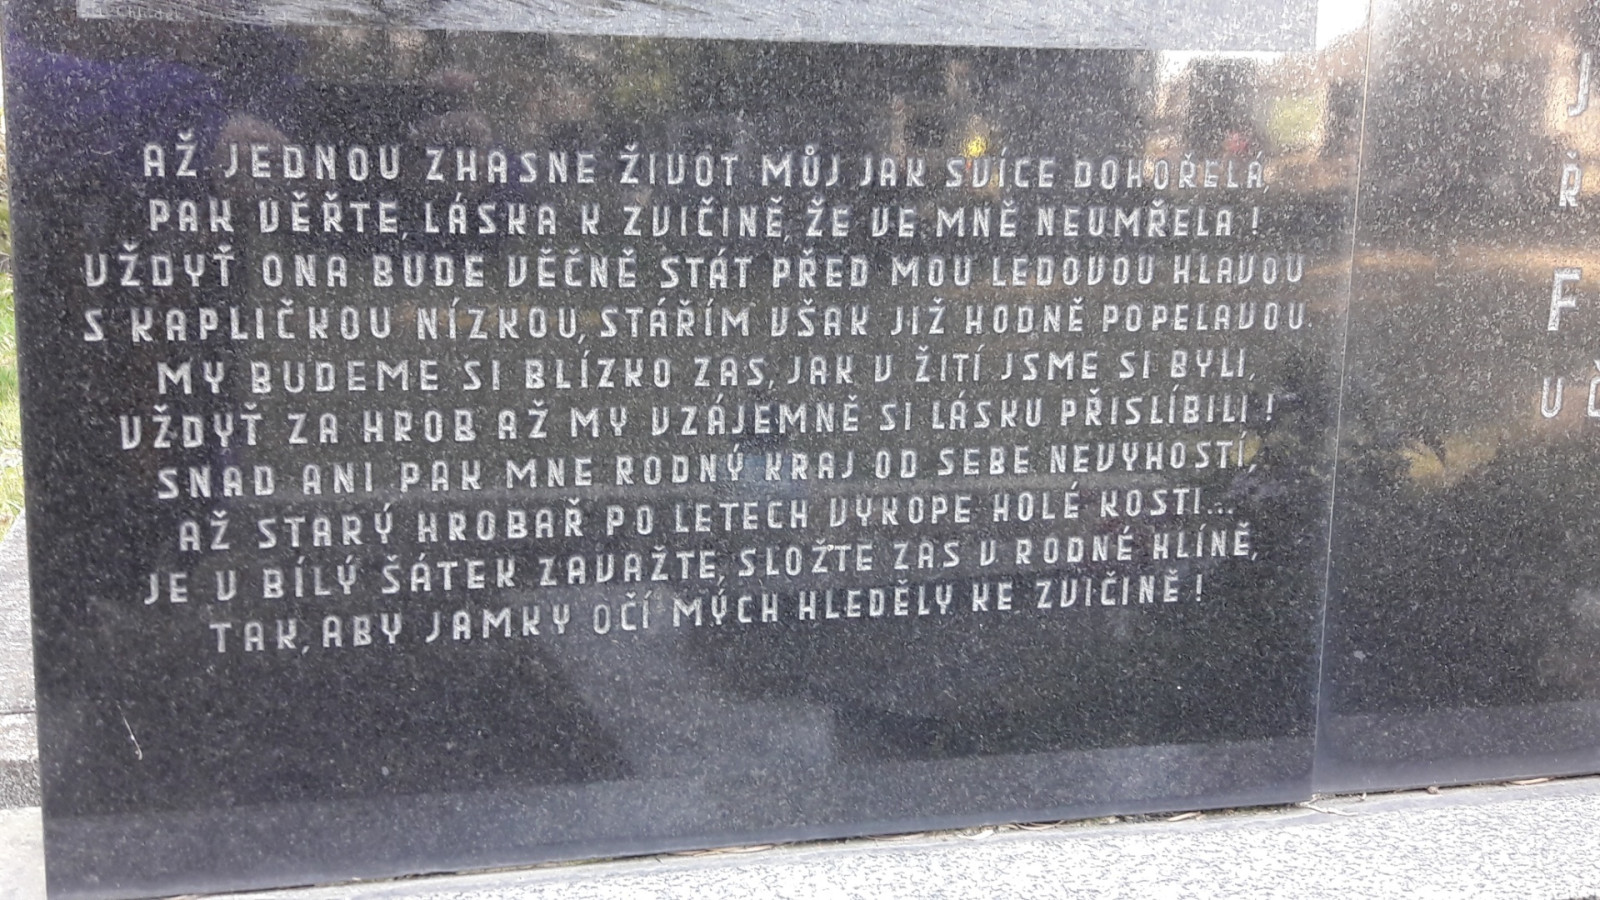 AŽ JEDNOU ZHASNE ŽIVOT MŮJ JAK SVÍCE DOHOŘELÁ,
PAK VĚŘTE, LÁSKA K ZVIČINĚ, ŽE VE MNĚ NEUMŘELA !
VŽDYŤ ONA BUDE VĚČNĚ STÁT PŘED MOU LEDOVOU HLAVOU
S KAPLIČKOU NÍZKOU, STÁŘÍM VŠAK JIŽ HODNĚ POPELAVOU.
MY BUDEME SI BLÍZKO ZAS, JAK V ŽITÍ JSME SI BYLI,
VŽDYŤ ZA HROB AŽ MY VZÁJEMNĚ SI LÁSKU PŘISLÍBILI !
SNAD ANI PAK MNE RODNÝ KRAJ OD SEBE NEVYHOSTÍ,
AŽ STARÝ HROBAŘ PO LETECH VYKOPE HOLÉ KOSTI...
JE V BÍLÝ ŠÁTEK ZAVAŽTE, SLOŽTE ZAS V RODNÉ KLÍNĚ,
TAK, ABY JAMKY OČÍ MÝCH HLEDĚLY KE ZVIČINĚ !
J
Ř
F
V Č